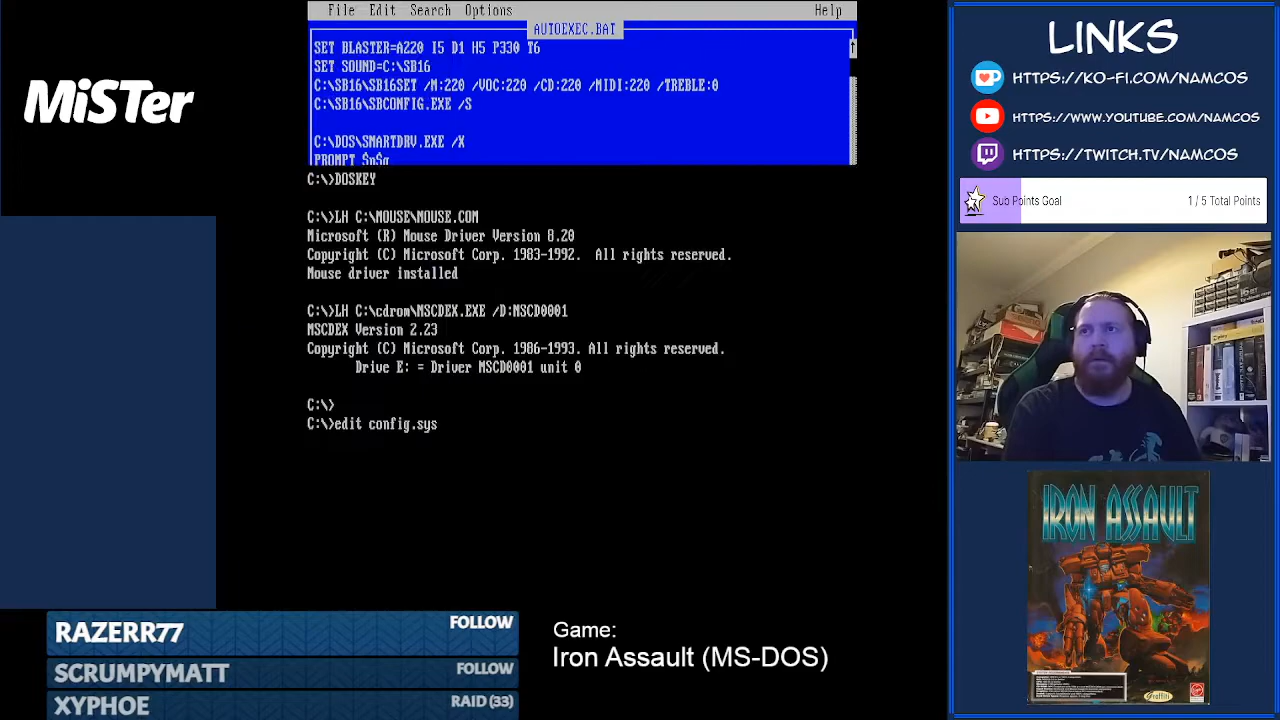 MiSTer
File Edit Search Options Help
AUTOEXEC.BAT
SET BLASTER=A220 I5 D1 H5 P330 T6
SET SOUND=C:\SB16
C:\SB16\SB16SET /M:220 /VOC:220 /CD:220 /MIDI:220 /TREBLE:0
C:\SB16\SBCONFIG.EXE /S
C:\DOS\SMARTDRV.EXE /X
PROMPT $p$g
C:\>DOSKEY
C:\>LH C:\MOUSE\MOUSE.COM
Microsoft (R) Mouse Driver Version 8.20
Copyright (C) Microsoft Corp. 1983-1992. All rights reserved.
Mouse driver installed
C:\>LH C:\cdrom\MSCDEX.EXE /D:MSCD0001
MSCDEX Version 2.23
Copyright (C) Microsoft Corp. 1986-1993. All rights reserved.
Drive E: = Driver MSCD0001 unit 0
C:\>
C:\>edit config.sys
LINKS
HTTPS://KO-FI.COM/NAMCOS
HTTPS://WWW.YOUTUBE.COM/NAMCOS
HTTPS://TWITCH.TV/NAMCOS
Sub Points Goal 1 / 5 Total Points
IRON ASSAULT
Graffiti
RAZERR77 FOLLOW
SCRUMPYMATT FOLLOW
XYPHOE RAID (33)
Game:
Iron Assault (MS-DOS)